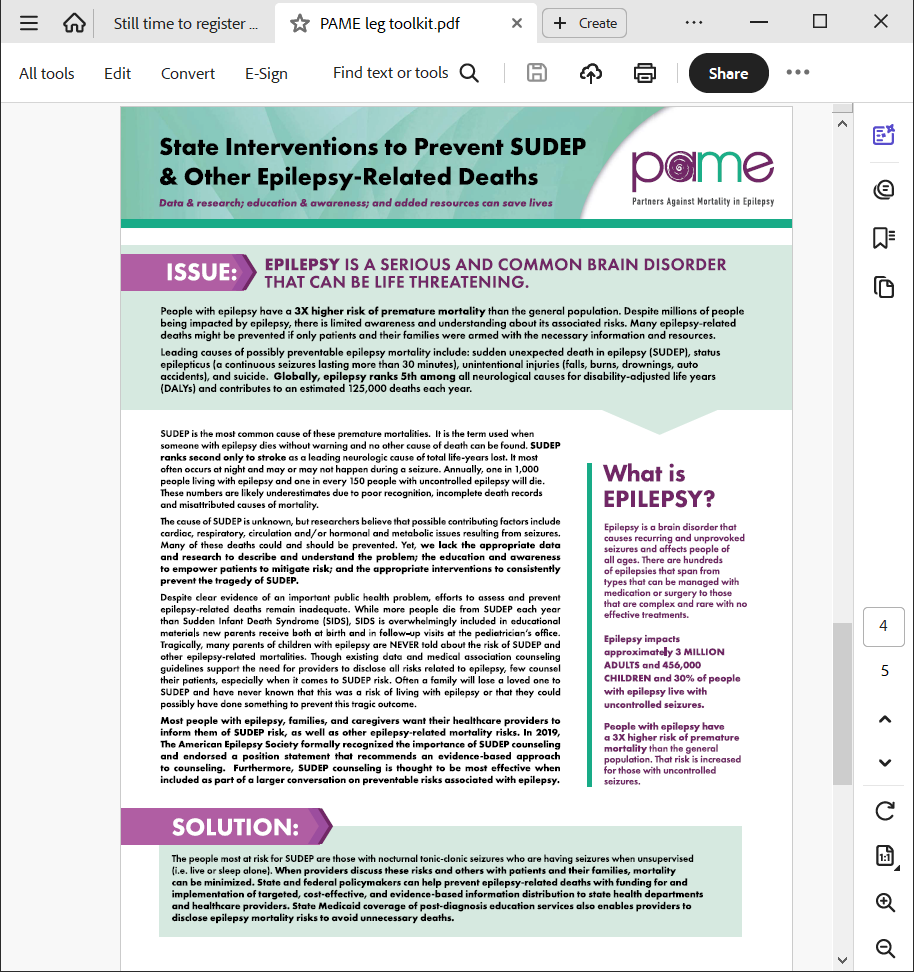 Still time to register ...
PAME leg toolkit.pdf
Create
All tools
Edit
Convert
E-Sign
Find text or tools
Share
State Interventions to Prevent SUDEP
& Other Epilepsy-Related Deaths
Data & research; education & awareness; and added resources can save lives
pame
Partners Against Mortality in Epilepsy
ISSUE:
EPILEPSY IS A SERIOUS AND COMMON BRAIN DISORDER
THAT CAN BE LIFE THREATENING.
People with epilepsy have a 3X higher risk of premature mortality than the general population. Despite millions of people
being impacted by epilepsy, there is limited awareness and understanding about its associated risks. Many epilepsy-related
deaths might be prevented if only patients and their families were armed with the necessary information and resources.
Leading causes of possibly preventable epilepsy mortality include: sudden unexpected death in epilepsy (SUDEP), status
epilepticus (a continuous seizures lasting more than 30 minutes), unintentional injuries (falls, burns, drownings, auto
accidents), and suicide. Globally, epilepsy ranks 5th among all neurological causes for disability-adjusted life years
(DALYs) and contributes to an estimated 125,000 deaths each year.
SUDEP is the most common cause of these premature mortalities. It is the term used when
someone with epilepsy dies without warning and no other cause of death can be found. SUDEP
ranks second only to stroke as a leading neurologic cause of total life-years lost. It most
often occurs at night and may or may not happen during a seizure. Annually, one in 1,000
people living with epilepsy and one in every 150 people with uncontrolled epilepsy will die.
These numbers are likely underestimates due to poor recognition, incomplete death records
and misattributed causes of mortality.
The cause of SUDEP is unknown, but researchers believe that possible contributing factors include
cardiac, respiratory, circulation and/or hormonal and metabolic issues resulting from seizures.
Many of these deaths could and should be prevented. Yet, we lack the appropriate data
and research to describe and understand the problem; the education and awareness
to empower patients to mitigate risk; and the appropriate interventions to consistently
prevent the tragedy of SUDEP.
Despite clear evidence of an important public health problem, efforts to assess and prevent
epilepsy-related deaths remain inadequate. While more people die from SUDEP each year
than Sudden Infant Death Syndrome (SIDS), SIDS is overwhelmingly included in educational
materials new parents receive both at birth and in follow-up visits at the pediatrician's office.
Tragically, many parents of children with epilepsy are NEVER told about the risk of SUDEP and
other epilepsy-related mortalities. Though existing data and medical association counseling
guidelines support the need for providers to disclose all risks related to epilepsy, few counsel
their patients, especially when it comes to SUDEP risk. Often a family will lose a loved one to
SUDEP and have never known that this was a risk of living with epilepsy or that they could
possibly have done something to prevent this tragic outcome.
Most people with epilepsy, families, and caregivers want their healthcare providers to
inform them of SUDEP risk, as well as other epilepsy-related mortality risks. In 2019,
The American Epilepsy Society formally recognized the importance of SUDEP counseling
and endorsed a position statement that recommends an evidence-based approach
to counseling. Furthermore, SUDEP counseling is thought to be most effective when
included as part of a larger conversation on preventable risks associated with epilepsy.
What is
EPILEPSY?
Epilepsy is a brain disorder that
causes recurring and unprovoked
seizures and affects people of
all ages. There are hundreds
of epilepsies that span from
types that can be managed with
medication or surgery to those
that are complex and rare with no
effective treatments.
Epilepsy impacts
approximately 3 MILLION
ADULTS and 456,000
CHILDREN and 30% of people
with epilepsy live with
uncontrolled seizures.
People with epilepsy have
a 3X higher risk of premature
mortality than the general
population. That risk is increased
for those with uncontrolled
seizures.
SOLUTION:
The people most at risk for SUDEP are those with nocturnal tonic-clonic seizures who are having seizures when unsupervised
(i.e. live or sleep alone). When providers discuss these risks and others with patients and their families, mortality
can be minimized. State and federal policymakers can help prevent epilepsy-related deaths with funding for and
implementation of targeted, cost-effective, and evidence-based information distribution to state health departments
and healthcare providers. State Medicaid coverage of post-diagnosis education services also enables providers to
disclose epilepsy mortality risks to avoid unnecessary deaths.
4
5
1:1